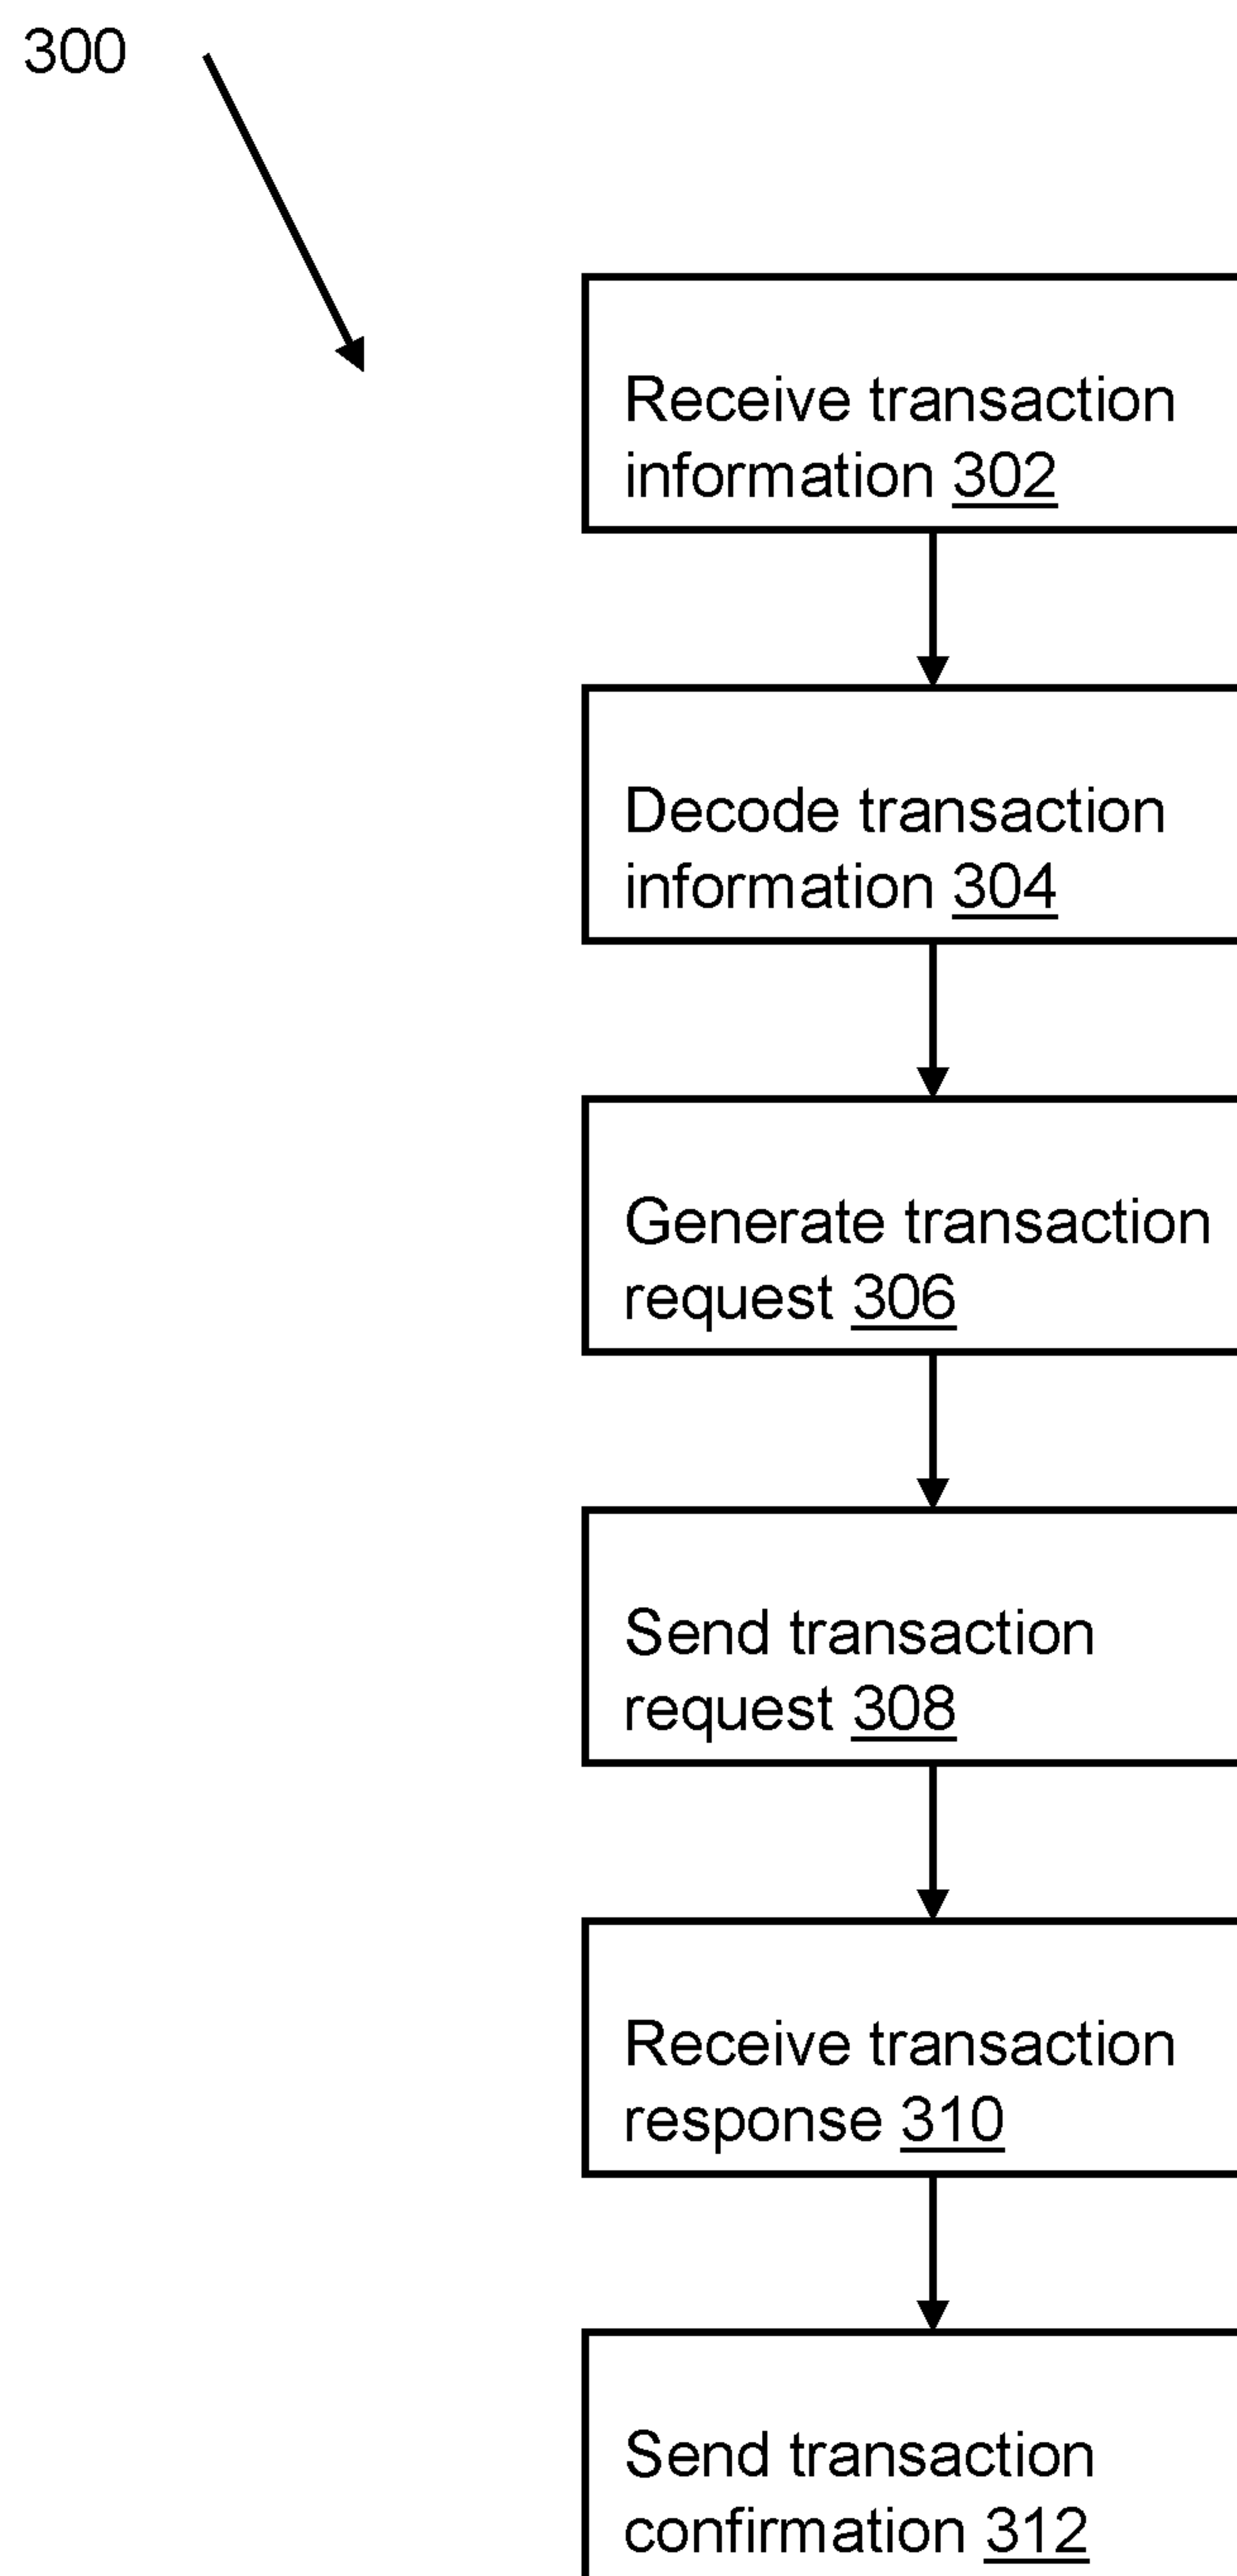 300
Receive transaction
information 302
Decode transaction
information 304
Generate transaction
request 306
Send transaction
request 308
Receive transaction
response 310
Send transaction
confirmation 312